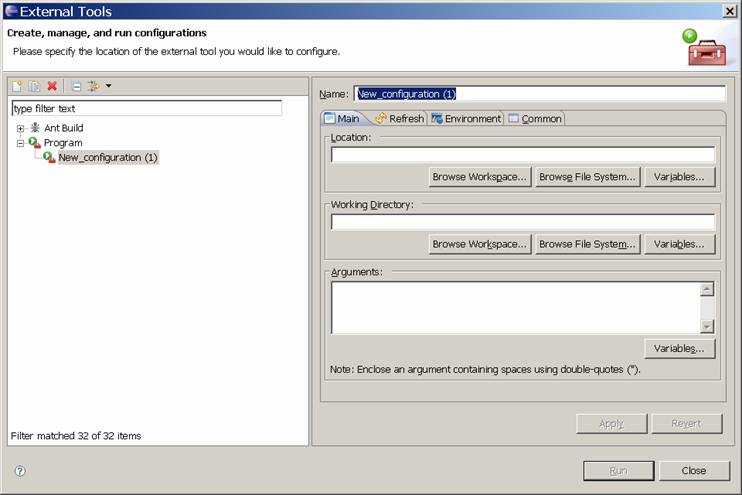 External Tools
Create, manage, and run configurations
Please specify the location of the external tool you would like to configure.
type filter text
Ant Build
Program
New_configuration (1)
Filter matched 32 of 32 items
Name: New_configuration (1)
Main Refresh Environment Common
Location:
Browse Workspace... Browse File System... Variables...
Working Directory:
Browse Workspace... Browse File System... Variables...
Arguments:
Variables...
Note: Enclose an argument containing spaces using double-quotes (").
Apply Revert
Run Close